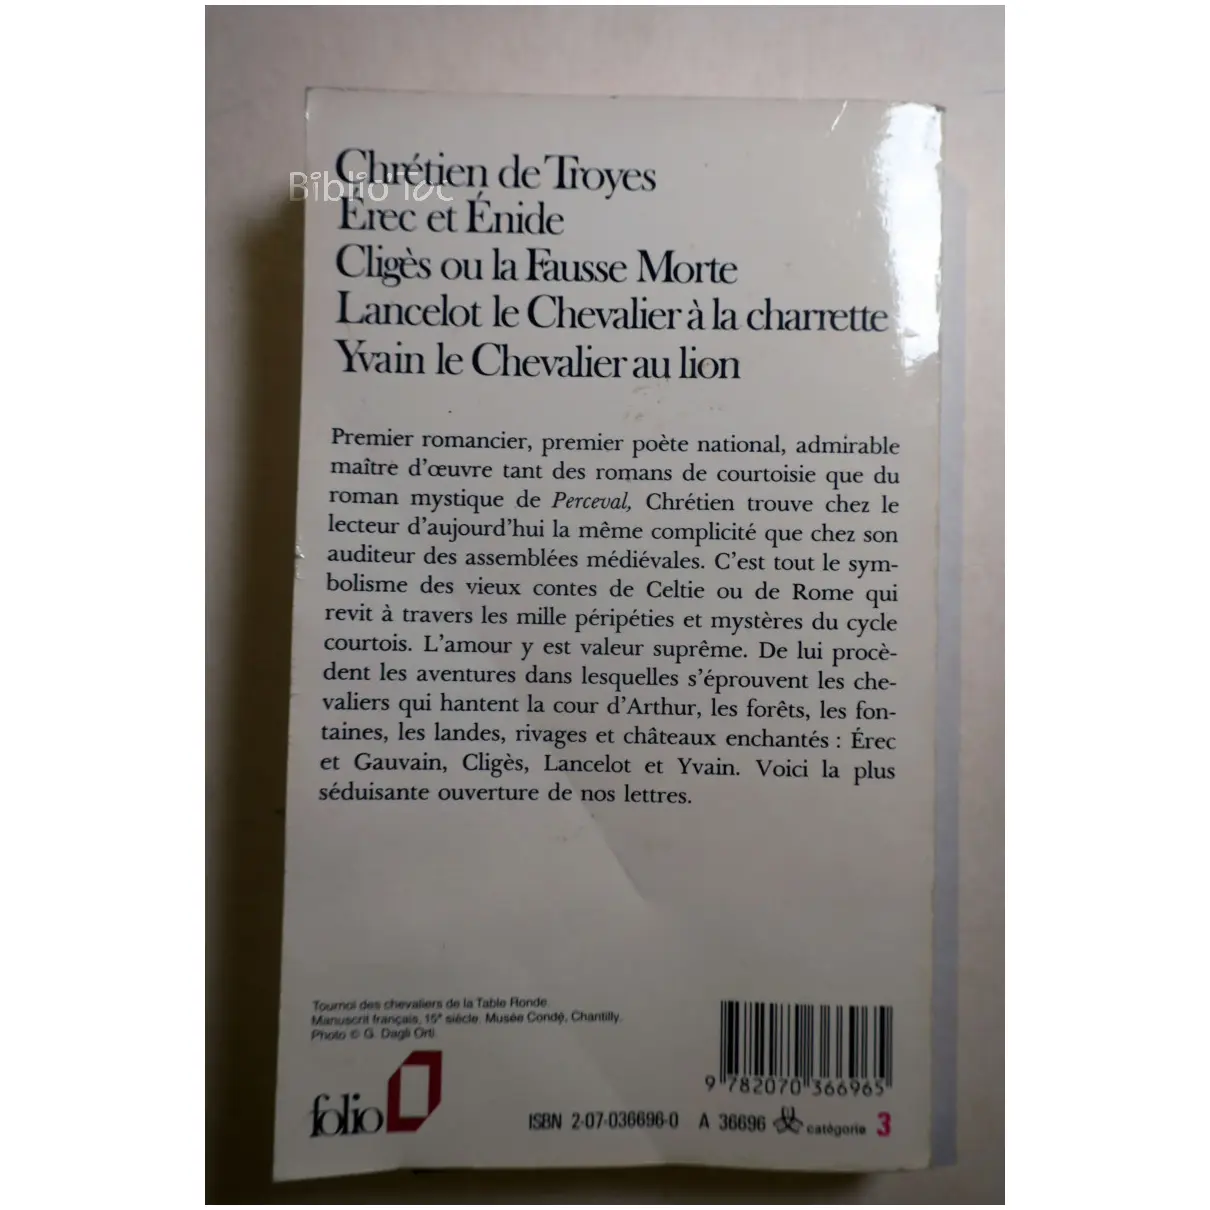 Chrétien de Troyes
Biblio'Toc
Érec et Énide
Cligès ou la Fausse Morte
Lancelot le Chevalier à la charrette
Yvain le Chevalier au lion
Premier romancier, premier poète national, admirable
maître d'œuvre tant des romans de courtoisie que du
roman mystique de Perceval, Chrétien trouve chez le
lecteur d'aujourd'hui la même complicité que chez son
auditeur des assemblées médiévales. C'est tout le sym-
bolisme des vieux contes de Celtie ou de Rome qui
revit à travers les mille péripéties et mystères du cycle
courtois. L'amour y est valeur suprême. De lui procè-
dent les aventures dans lesquelles s'éprouvent les che-
valiers qui hantent la cour d'Arthur, les forêts, les fon-
taines, les landes, rivages et châteaux enchantés : Érec
et Gauvain, Cligès, Lancelot et Yvain. Voici la plus
séduisante ouverture de nos lettres.
Tournoi des chevaliers de la Table Ronde.
Manuscrit français, 15e siècle. Musée Condé, Chantilly.
Photo © G. Dagli Orti.
9 782070 366965
folio
ISBN 2-07-036696-0 A 36696 catégorie 3